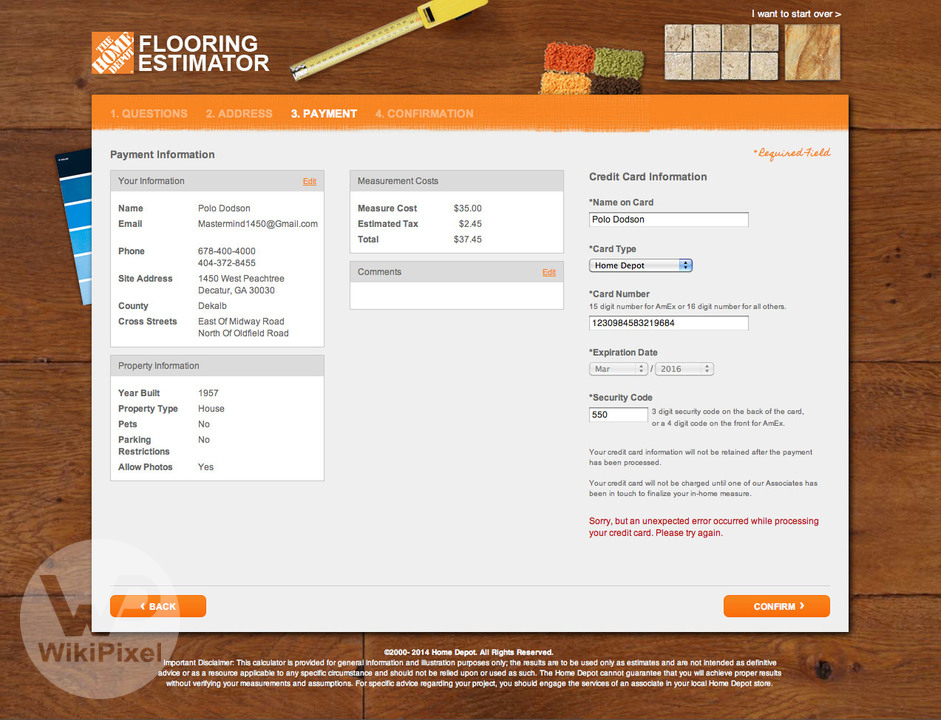 I want to start over >
THE HOME DEPOT
FLOORING
ESTIMATOR
1. QUESTIONS 2. ADDRESS 3. PAYMENT 4. CONFIRMATION
Payment Information
*Required Field
Your Information Edit
Name Polo Dodson
Email Mastermind1450@Gmail.com
Phone 678-400-4000
404-372-8455
Site Address 1450 West Peachtree
Decatur, GA 30030
County Dekalb
Cross Streets East Of Midway Road
North Of Oldfield Road
Property Information
Year Built 1957
Property Type House
Pets No
Parking Restrictions No
Allow Photos Yes
Measurement Costs
Measure Cost $35.00
Estimated Tax $2.45
Total $37.45
Comments Edit
Credit Card Information
*Name on Card
Polo Dodson
*Card Type
Home Depot
*Card Number
15 digit number for AmEx or 16 digit number for all others.
1230984583219684
*Expiration Date
Mar / 2016
*Security Code
550 3 digit security code on the back of the card,
or a 4 digit code on the front for AmEx.
Your credit card information will not be retained after the payment
has been processed.
Your credit card will not be charged until one of our Associates has
been in touch to finalize your in-home measure.
Sorry, but an unexpected error occurred while processing
your credit card. Please try again.
‹ BACK
CONFIRM ›
WP
WikiPixel
©2000- 2014 Home Depot. All Rights Reserved.
Important Disclaimer: This calculator is provided for general information and illustration purposes only; the results are to be used only as estimates and are not intended as definitive
advice or as a resource applicable to any specific circumstance and should not be relied upon or used as such. The Home Depot cannot guarantee that you will achieve proper results
without verifying your measurements and assumptions. For specific advice regarding your project, you should engage the services of an associate in your local Home Depot store.